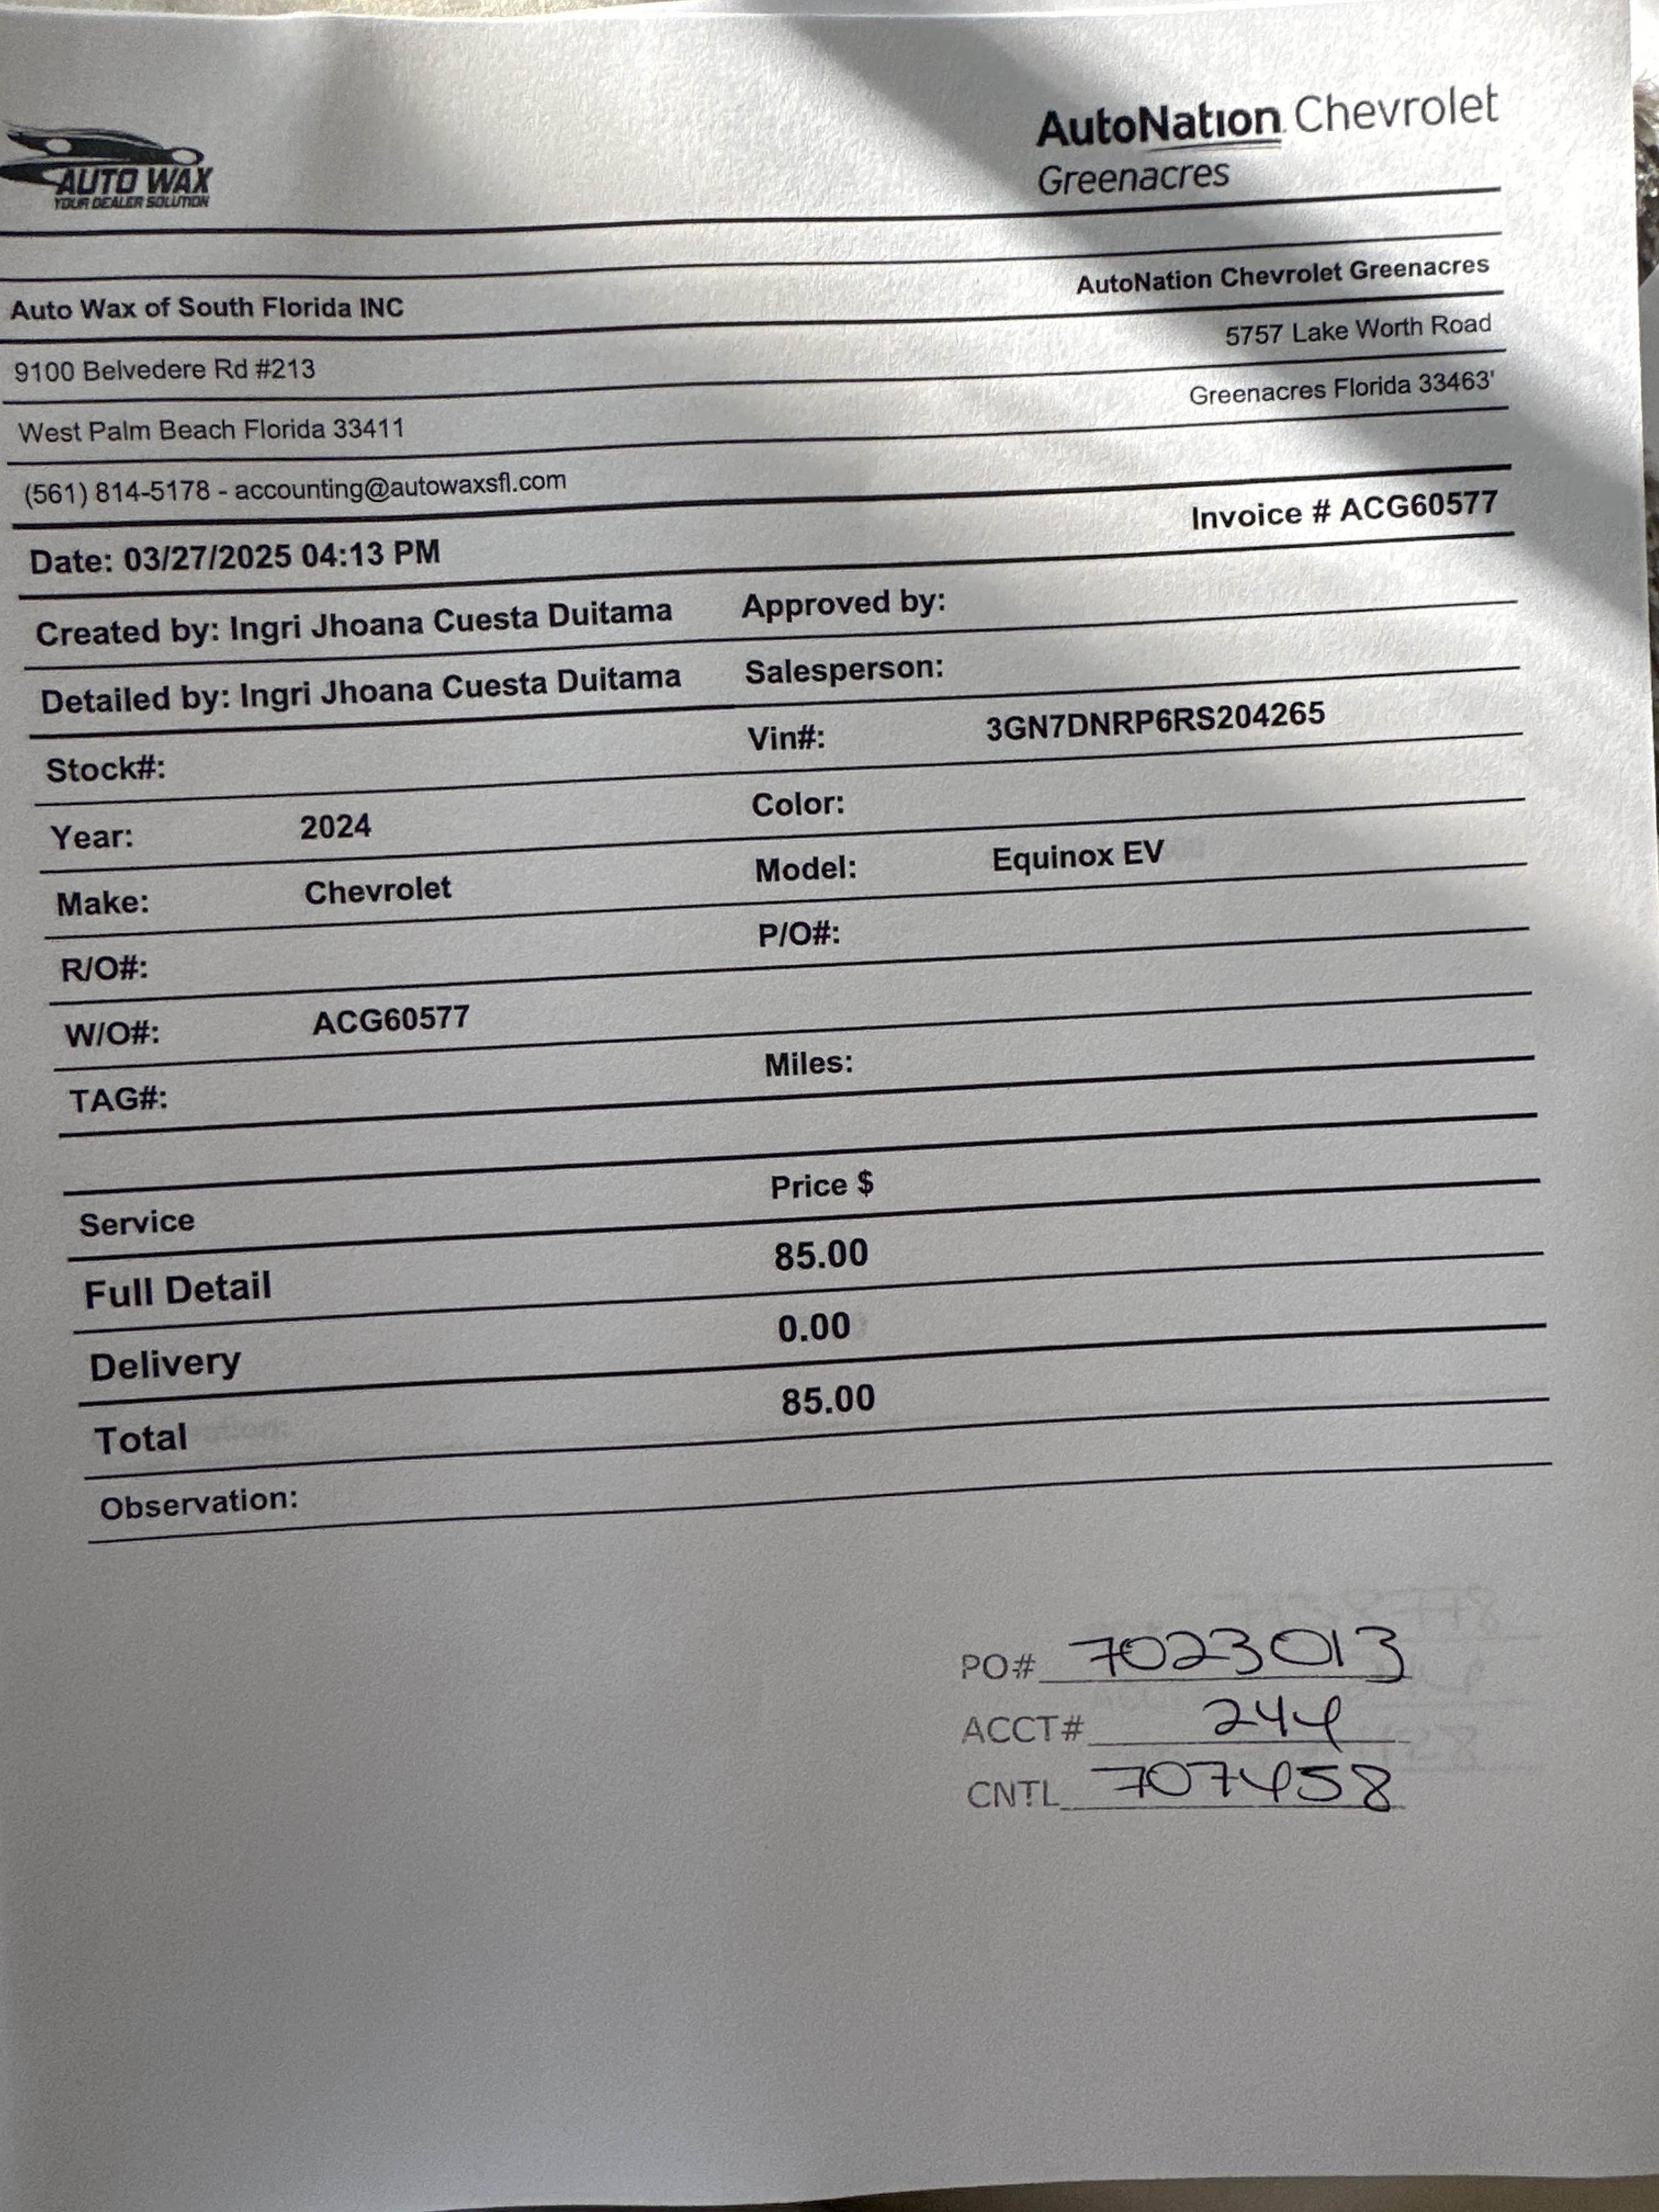 AUTO WAX
YOUR DEALER SOLUTION
AutoNation Chevrolet
Greenacres
Auto Wax of South Florida INC
AutoNation Chevrolet Greenacres
9100 Belvedere Rd #213
5757 Lake Worth Road
West Palm Beach Florida 33411
Greenacres Florida 33463'
(561) 814-5178 - accounting@autowaxsfl.com
Date: 03/27/2025 04:13 PM
Invoice # ACG60577
Created by: Ingri Jhoana Cuesta Duitama Approved by:
Detailed by: Ingri Jhoana Cuesta Duitama Salesperson:
Stock#: Vin#: 3GN7DNRP6RS204265
Year: 2024 Color:
Make: Chevrolet Model: Equinox EV
R/O#: P/O#:
W/O#: ACG60577
TAG#: Miles:
Service Price $
Full Detail 85.00
Delivery 0.00
Total 85.00
Observation:
PO# 7023013
ACCT# 244
CNTL 707458